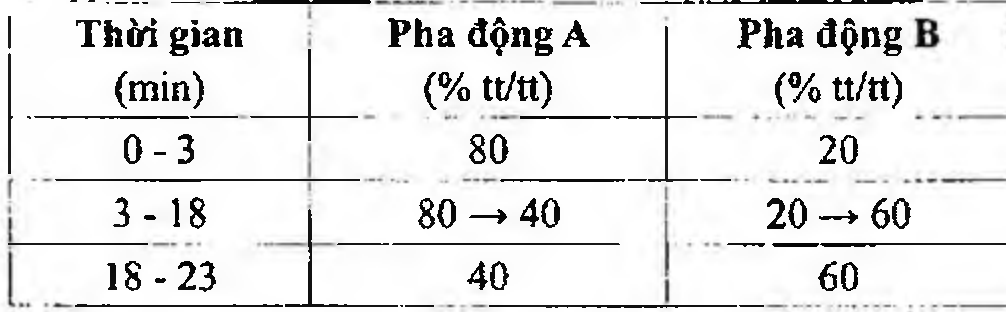 Thời gian Pha động A Pha động B
(min) (% tt/tt) (% tt/tt)
0 - 3 80 20
3 - 18 80 → 40 20 → 60
18 - 23 40 60